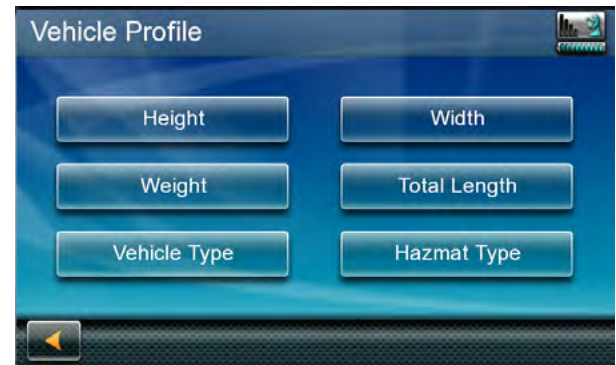 Vehicle Profile
Height
Width
Weight
Total Length
Vehicle Type
Hazmat Type